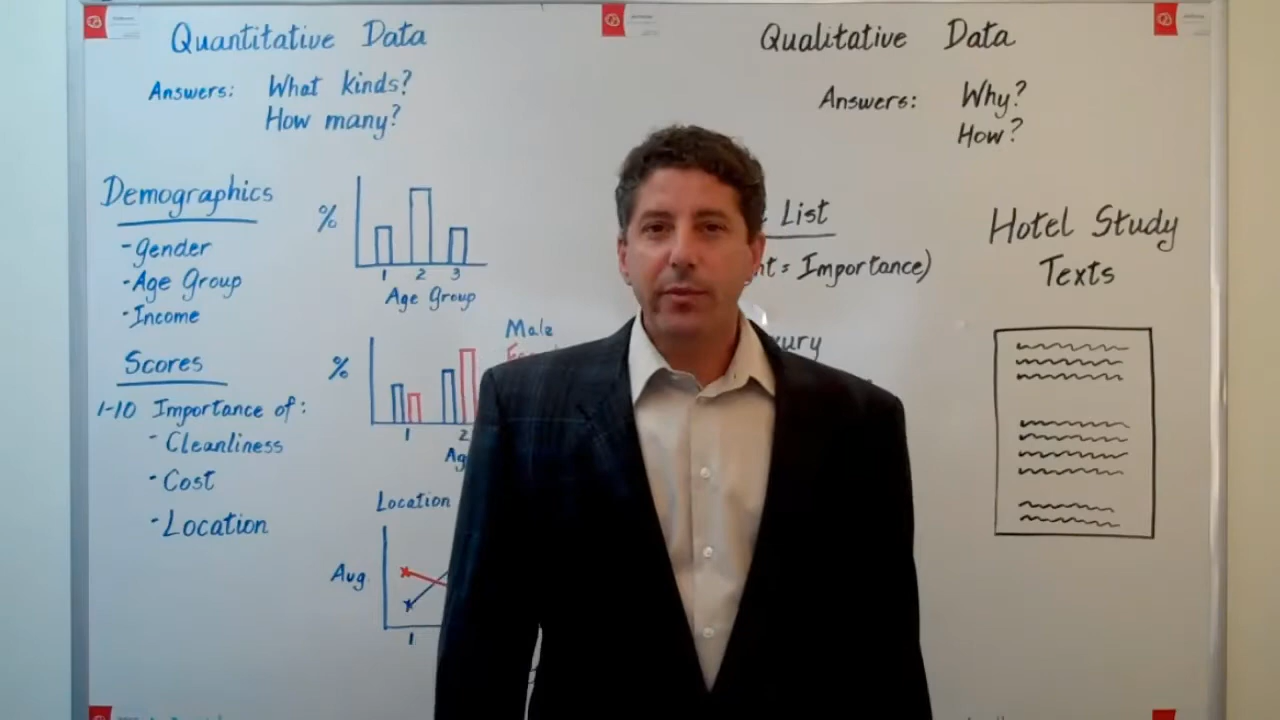 Quantitative Data
Answers: What kinds?
How many?
Demographics
- Gender
- Age Group
- Income
Scores
1-10 Importance of:
- Cleanliness
- Cost
- Location
%
1 2 3
Age Group
Male
%
1 2
Location
Avg.
1
Qualitative Data
Answers: Why?
How?
List
= Importance)
Hotel Study
Texts